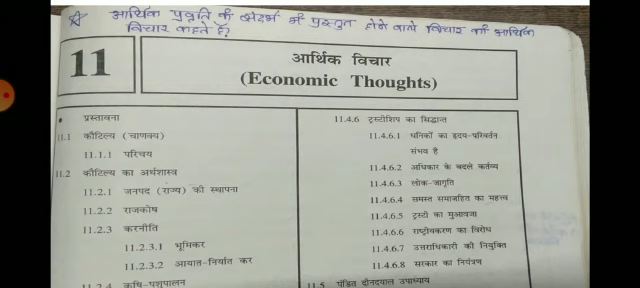 आर्थिक प्रवृति के संदर्भ में प्रस्तुत होने वाले विचार को आर्थिक
विचार कहते है?
11
आर्थिक विचार
(Economic Thoughts)
• प्रस्तावना
11.1 कौटिल्य (चाणक्य)
11.1.1 परिचय
11.2 कौटिल्य का अर्थशास्त्र
11.2.1 जनपद (राज्य) की स्थापना
11.2.2 राजकोष
11.2.3 करनीति
11.2.3.1 भूमिकर
11.2.3.2 आयात-निर्यात कर
11.2.4 कृषि-पशुपालन
11.4.6 ट्रस्टीशिप का सिद्धान्त
11.4.6.1 धनिकों का हृदय-परिवर्तन
संभव है
11.4.6.2 अधिकार के बदले कर्तव्य
11.4.6.3 लोक-जागृति
11.4.6.4 समस्त समाजहित का महत्त्व
11.4.6.5 ट्रस्टी का मुआवजा
11.4.6.6 राष्ट्रीयकरण का विरोध
11.4.6.7 उत्तराधिकारी की नियुक्ति
11.4.6.8 सरकार का नियंत्रण
11.5 पंडित दीनदयाल उपाध्याय